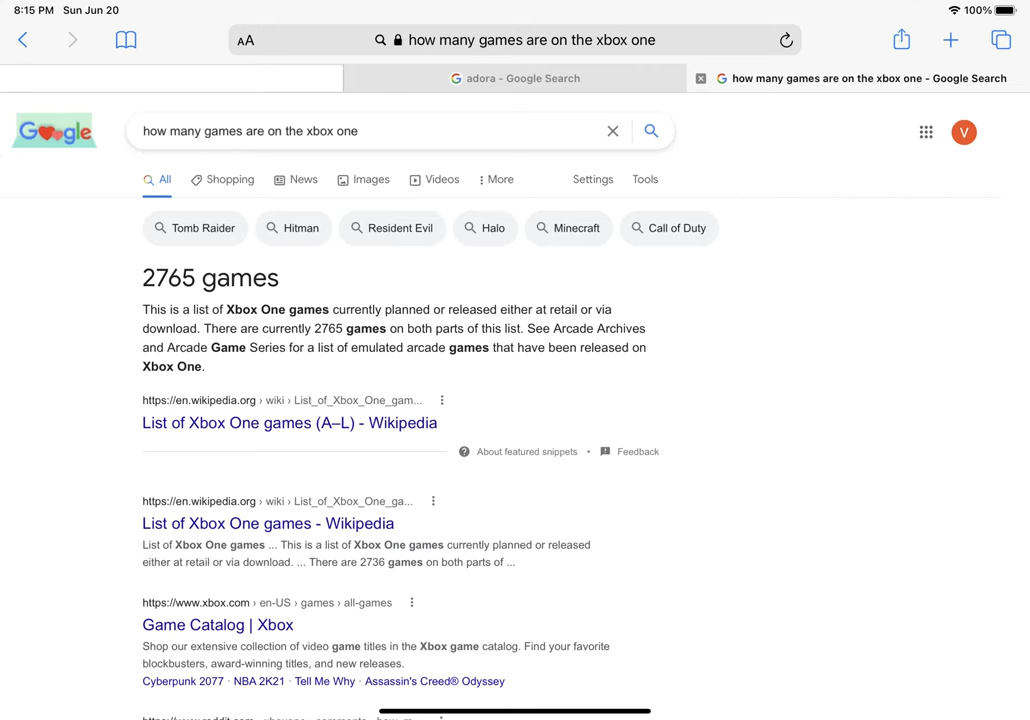 8:15 PM Sun Jun 20 100%
AA how many games are on the xbox one
adora - Google Search how many games are on the xbox one - Google Search
Google how many games are on the xbox one V
All Shopping News Images Videos More Settings Tools
Tomb Raider Hitman Resident Evil Halo Minecraft Call of Duty
2765 games
This is a list of Xbox One games currently planned or released either at retail or via
download. There are currently 2765 games on both parts of this list. See Arcade Archives
and Arcade Game Series for a list of emulated arcade games that have been released on
Xbox One.
https://en.wikipedia.org › wiki › List_of_Xbox_One_gam...
List of Xbox One games (A–L) - Wikipedia
About featured snippets • Feedback
https://en.wikipedia.org › wiki › List_of_Xbox_One_ga...
List of Xbox One games - Wikipedia
List of Xbox One games ... This is a list of Xbox One games currently planned or released
either at retail or via download. ... There are 2736 games on both parts of ...
https://www.xbox.com › en-US › games › all-games
Game Catalog | Xbox
Shop our extensive collection of video game titles in the Xbox game catalog. Find your favorite
blockbusters, award-winning titles, and new releases.
Cyberpunk 2077 · NBA 2K21 · Tell Me Why · Assassin's Creed® Odyssey